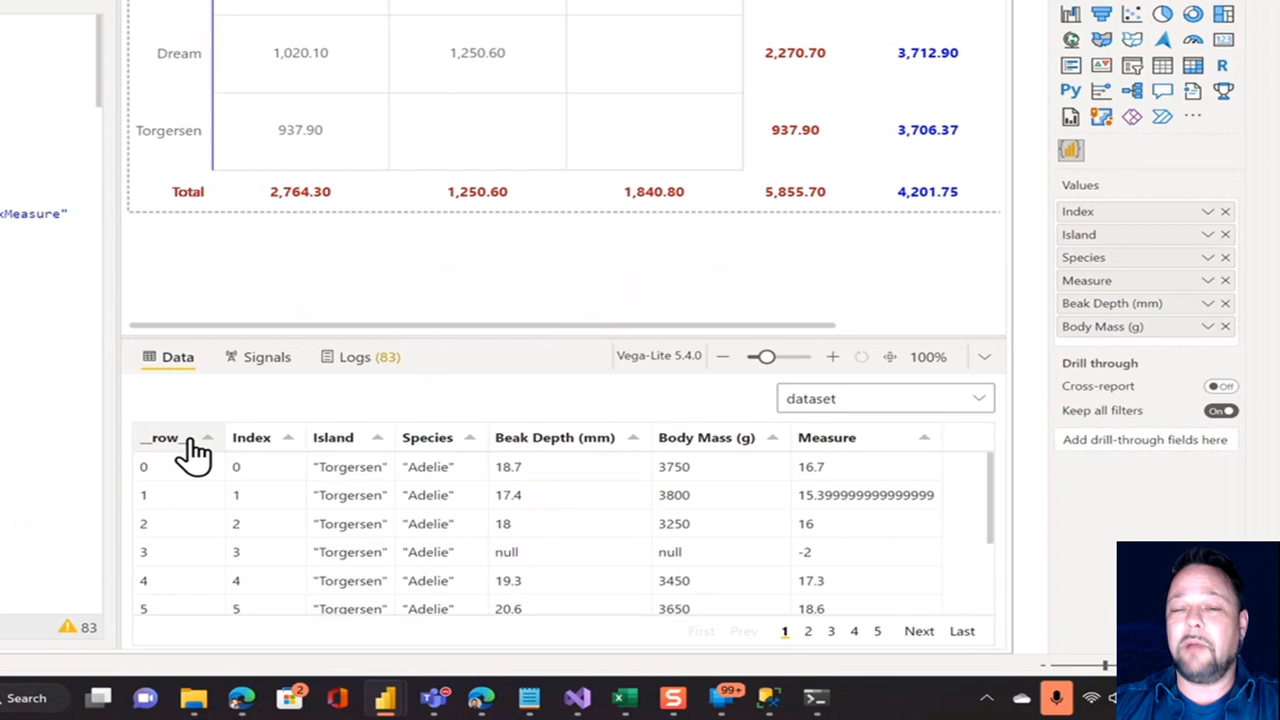 Dream 1,020.10 1,250.60 2,270.70 3,712.90
Torgersen 937.90 937.90 3,706.37
Total 2,764.30 1,250.60 1,840.80 5,855.70 4,201.75
xMeasure"
83
Data Signals Logs (83) Vega-Lite 5.4.0 100%
dataset
__row__ Index Island Species Beak Depth (mm) Body Mass (g) Measure
0 0 "Torgersen" "Adelie" 18.7 3750 16.7
1 1 "Torgersen" "Adelie" 17.4 3800 15.399999999999999
2 2 "Torgersen" "Adelie" 18 3250 16
3 3 "Torgersen" "Adelie" null null -2
4 4 "Torgersen" "Adelie" 19.3 3450 17.3
5 5 "Torgersen" "Adelie" 20.6 3650 18.6
First Prev 1 2 3 4 5 Next Last
123
R
Py
Values
Index
Island
Species
Measure
Beak Depth (mm)
Body Mass (g)
Drill through
Cross-report Off
Keep all filters On
Add drill-through fields here
Search 2 99+